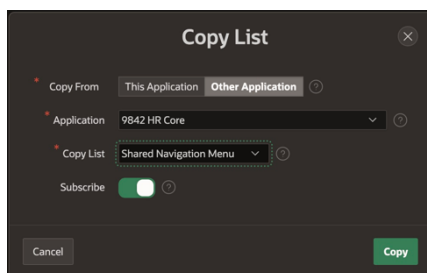 Copy List
* Copy From This Application Other Application ?
* Application 9842 HR Core ?
* Copy List Shared Navigation Menu ?
Subscribe ?
Cancel Copy